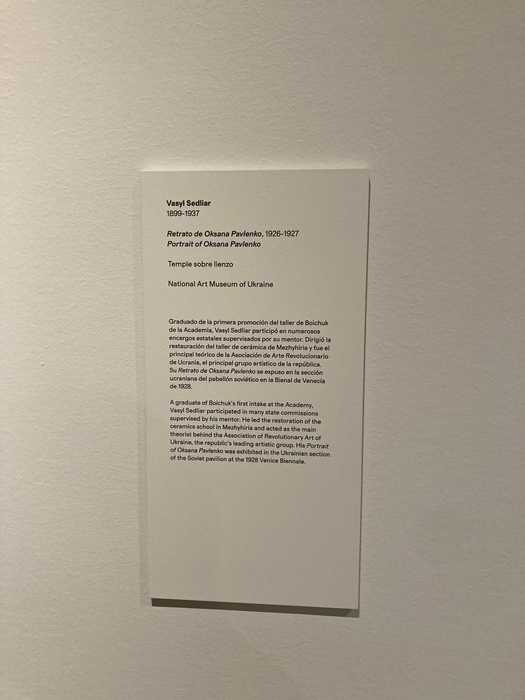 Vasyl Sedliar
1899-1937
Retrato de Oksana Pavlenko, 1926-1927
Portrait of Oksana Pavlenko
Temple sobre lienzo
National Art Museum of Ukraine
Graduado de la primera promoción del taller de Boichuk
de la Academia, Vasyl Sedliar participó en numerosos
encargos estatales supervisados por su mentor. Dirigió la
restauración del taller de cerámica de Mezhyhiria y fue el
principal teórico de la Asociación de Arte Revolucionario
de Ucrania, el principal grupo artístico de la república.
Su Retrato de Oksana Pavlenko se expuso en la sección
ucraniana del pabellón soviético en la Bienal de Venecia
de 1928.
A graduate of Boichuk's first intake at the Academy,
Vasyl Sedliar participated in many state commissions
supervised by his mentor. He led the restoration of the
ceramics school in Mezhyhiria and acted as the main
theorist behind the Association of Revolutionary Art of
Ukraine, the republic's leading artistic group. His Portrait
of Oksana Pavlenko was exhibited in the Ukrainian section
of the Soviet pavilion at the 1928 Venice Biennale.